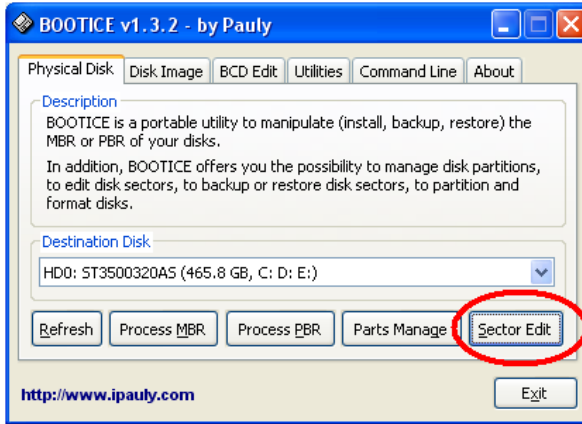 BOOTICE v1.3.2 - by Pauly
Physical Disk Disk Image BCD Edit Utilities Command Line About
Description
BOOTICE is a portable utility to manipulate (install, backup, restore) the
MBR or PBR of your disks.
In addition, BOOTICE offers you the possibility to manage disk partitions,
to edit disk sectors, to backup or restore disk sectors, to partition and
format disks.
Destination Disk
HD0: ST3500320AS (465.8 GB, C: D: E:)
Refresh Process MBR Process PBR Parts Manage Sector Edit
http://www.ipauly.com Exit